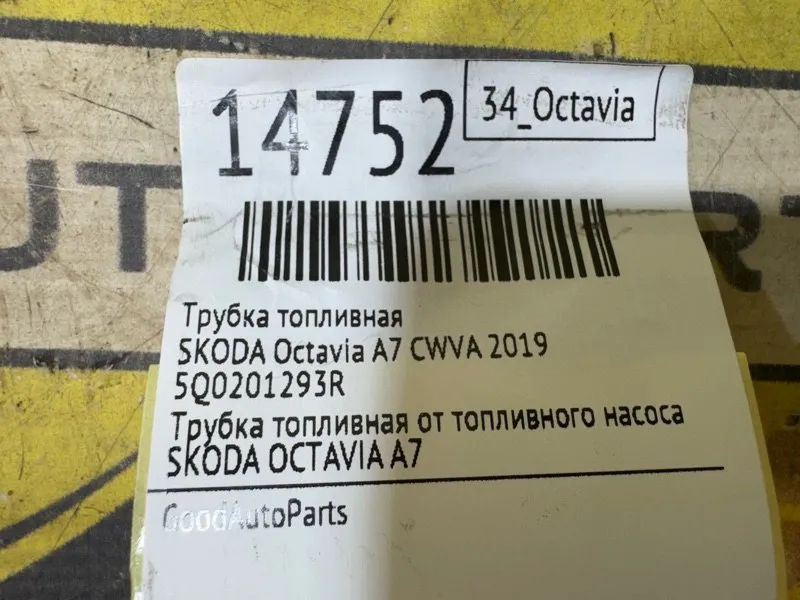 14752
34_Octavia
Трубка топливная
SKODA Octavia A7 CWVA 2019
5Q0201293R
Трубка топливная от топливного насоса
SKODA OCTAVIA A7
GoodAutoParts